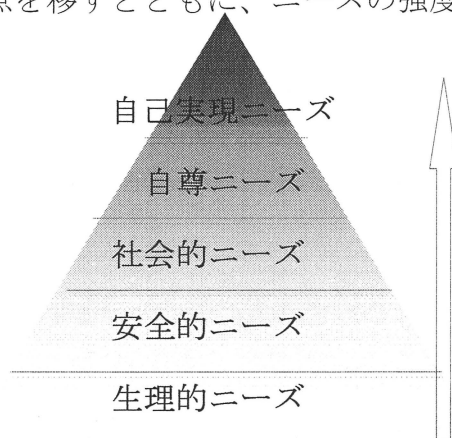 点を移すとともに、ニーズの強度
自己実現ニーズ
自尊ニーズ
社会的ニーズ
安全的ニーズ
生理的ニーズ